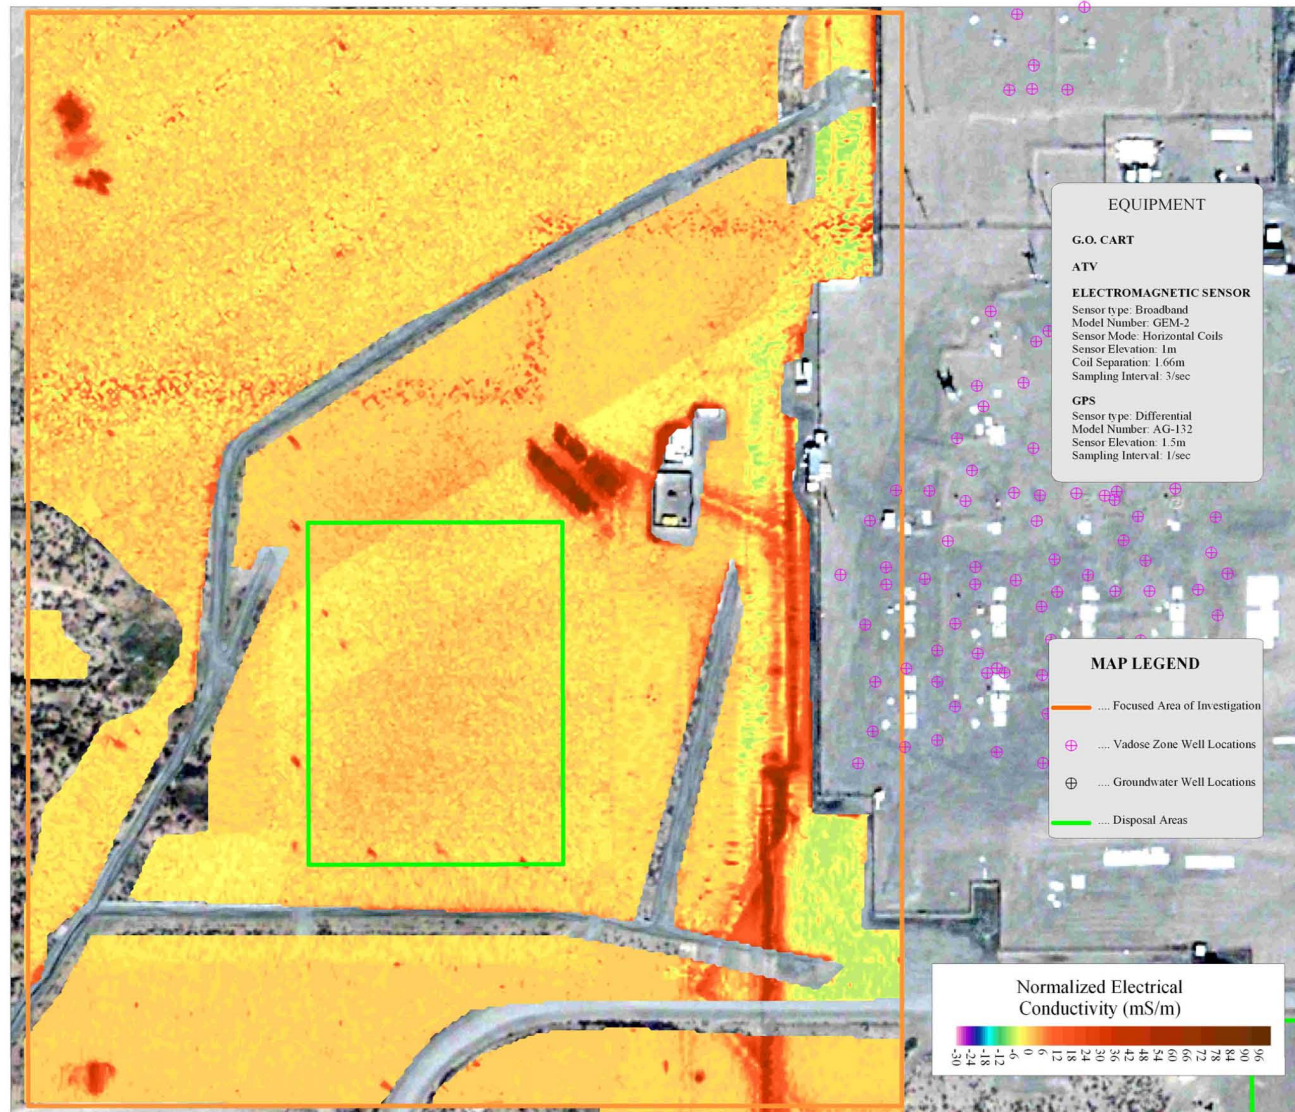 EQUIPMENT
G.O. CART
ATV
ELECTROMAGNETIC SENSOR
Sensor type: Broadband
Model Number: GEM-2
Sensor Mode: Horizontal Coils
Sensor Elevation: 1m
Coil Separation: 1.66m
Sampling Interval: 3/sec
GPS
Sensor type: Differential
Model Number: AG-132
Sensor Elevation: 1.5m
Sampling Interval: 1/sec
MAP LEGEND
.... Focused Area of Investigation
.... Vadose Zone Well Locations
.... Groundwater Well Locations
.... Disposal Areas
Normalized Electrical
Conductivity (mS/m)
-30 -24 -18 -12 -6 0 6 12 18 24 30 36 42 48 54 60 66 72 78 84 90 96